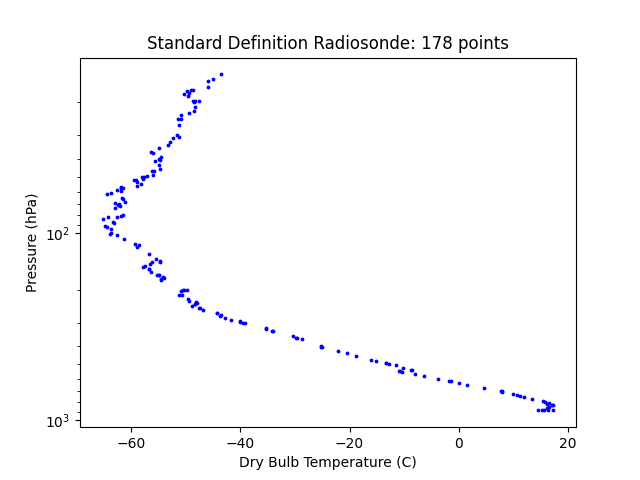 Standard Definition Radiosonde: 178 points
Pressure (hPa)
10²
10³
−60
−40
−20
0
20
Dry Bulb Temperature (C)